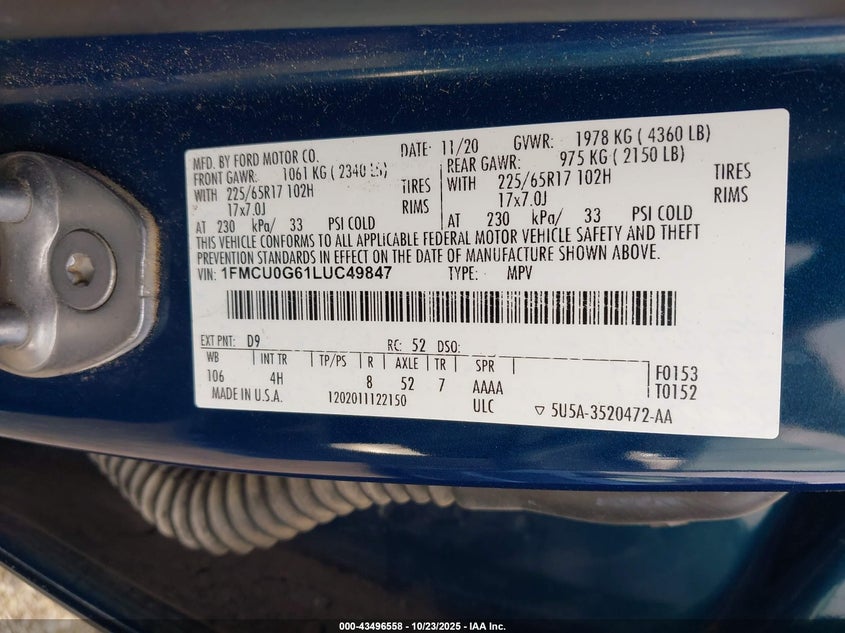 MFD. BY FORD MOTOR CO. DATE: 11/20 GVWR: 1978 KG ( 4360 LB)
FRONT GAWR: 1061 KG ( 2340 LB) REAR GAWR: 975 KG ( 2150 LB)
WITH 225/65R17 102H TIRES WITH 225/65R17 102H TIRES
17x7.0J RIMS 17x7.0J RIMS
AT 230 kPa/ 33 PSI COLD AT 230 kPa/ 33 PSI COLD
THIS VEHICLE CONFORMS TO ALL APPLICABLE FEDERAL MOTOR VEHICLE SAFETY AND THEFT
PREVENTION STANDARDS IN EFFECT ON THE DATE OF MANUFACTURE SHOWN ABOVE.
VIN: 1FMCU0G61LUC49847 TYPE: MPV
EXT PNT: D9 RC: 52 DSO:
WB INT TR TP/PS R AXLE TR SPR F0153
106 4H 8 52 7 AAAA T0152
MADE IN U.S.A. 1202011122150 ULC ▽ 5U5A-3520472-AA
000-43496558 | 10/23/2025 - IAA Inc.